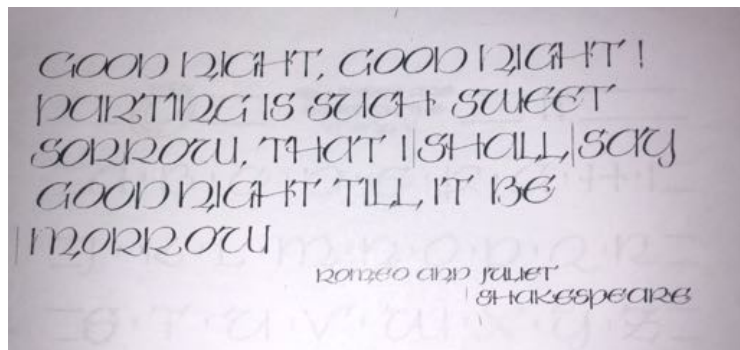 GOOD NIGHT, GOOD NIGHT!
PARTING IS SUCH SWEET
SORROW, THAT I SHALL SAY
GOOD NIGHT TILL IT BE
MORROW
ROMEO AND JULIET
SHAKESPEARE